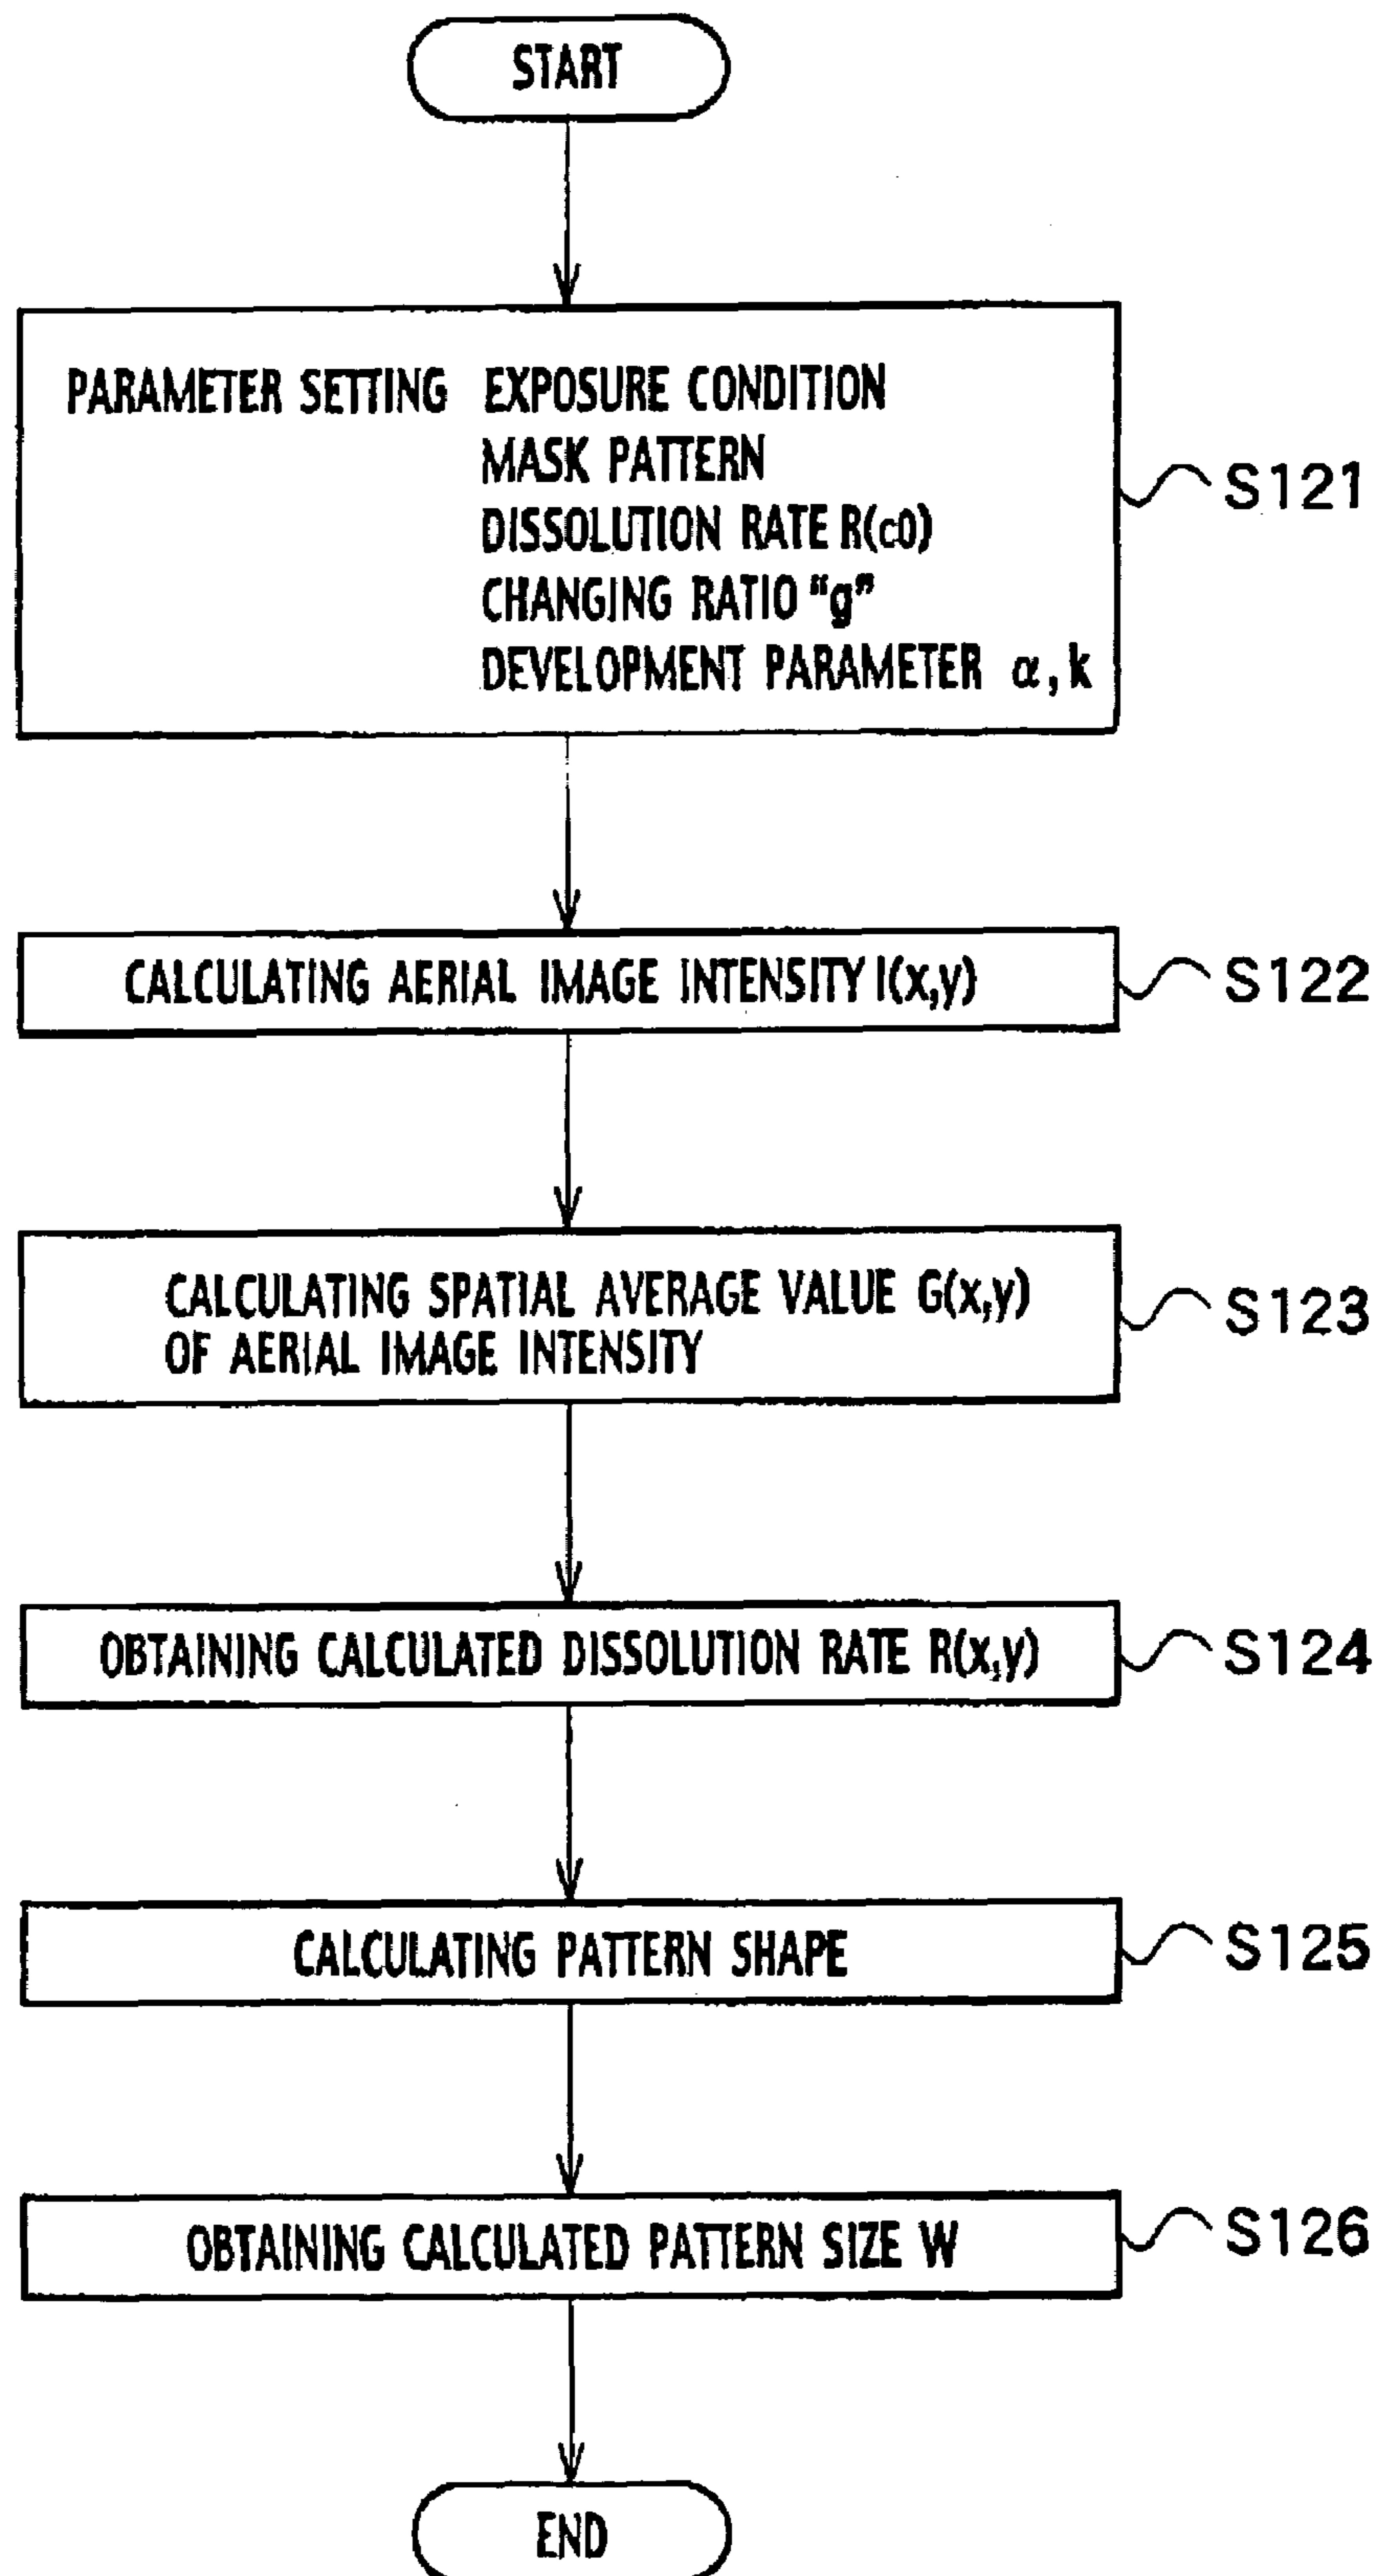 START
PARAMETER SETTING EXPOSURE CONDITION
MASK PATTERN
DISSOLUTION RATE R(c0)
CHANGING RATIO "g"
DEVELOPMENT PARAMETER α, k
S121
CALCULATING AERIAL IMAGE INTENSITY I(x,y)
S122
CALCULATING SPATIAL AVERAGE VALUE G(x,y)
OF AERIAL IMAGE INTENSITY
S123
OBTAINING CALCULATED DISSOLUTION RATE R(x,y)
S124
CALCULATING PATTERN SHAPE
S125
OBTAINING CALCULATED PATTERN SIZE W
S126
END